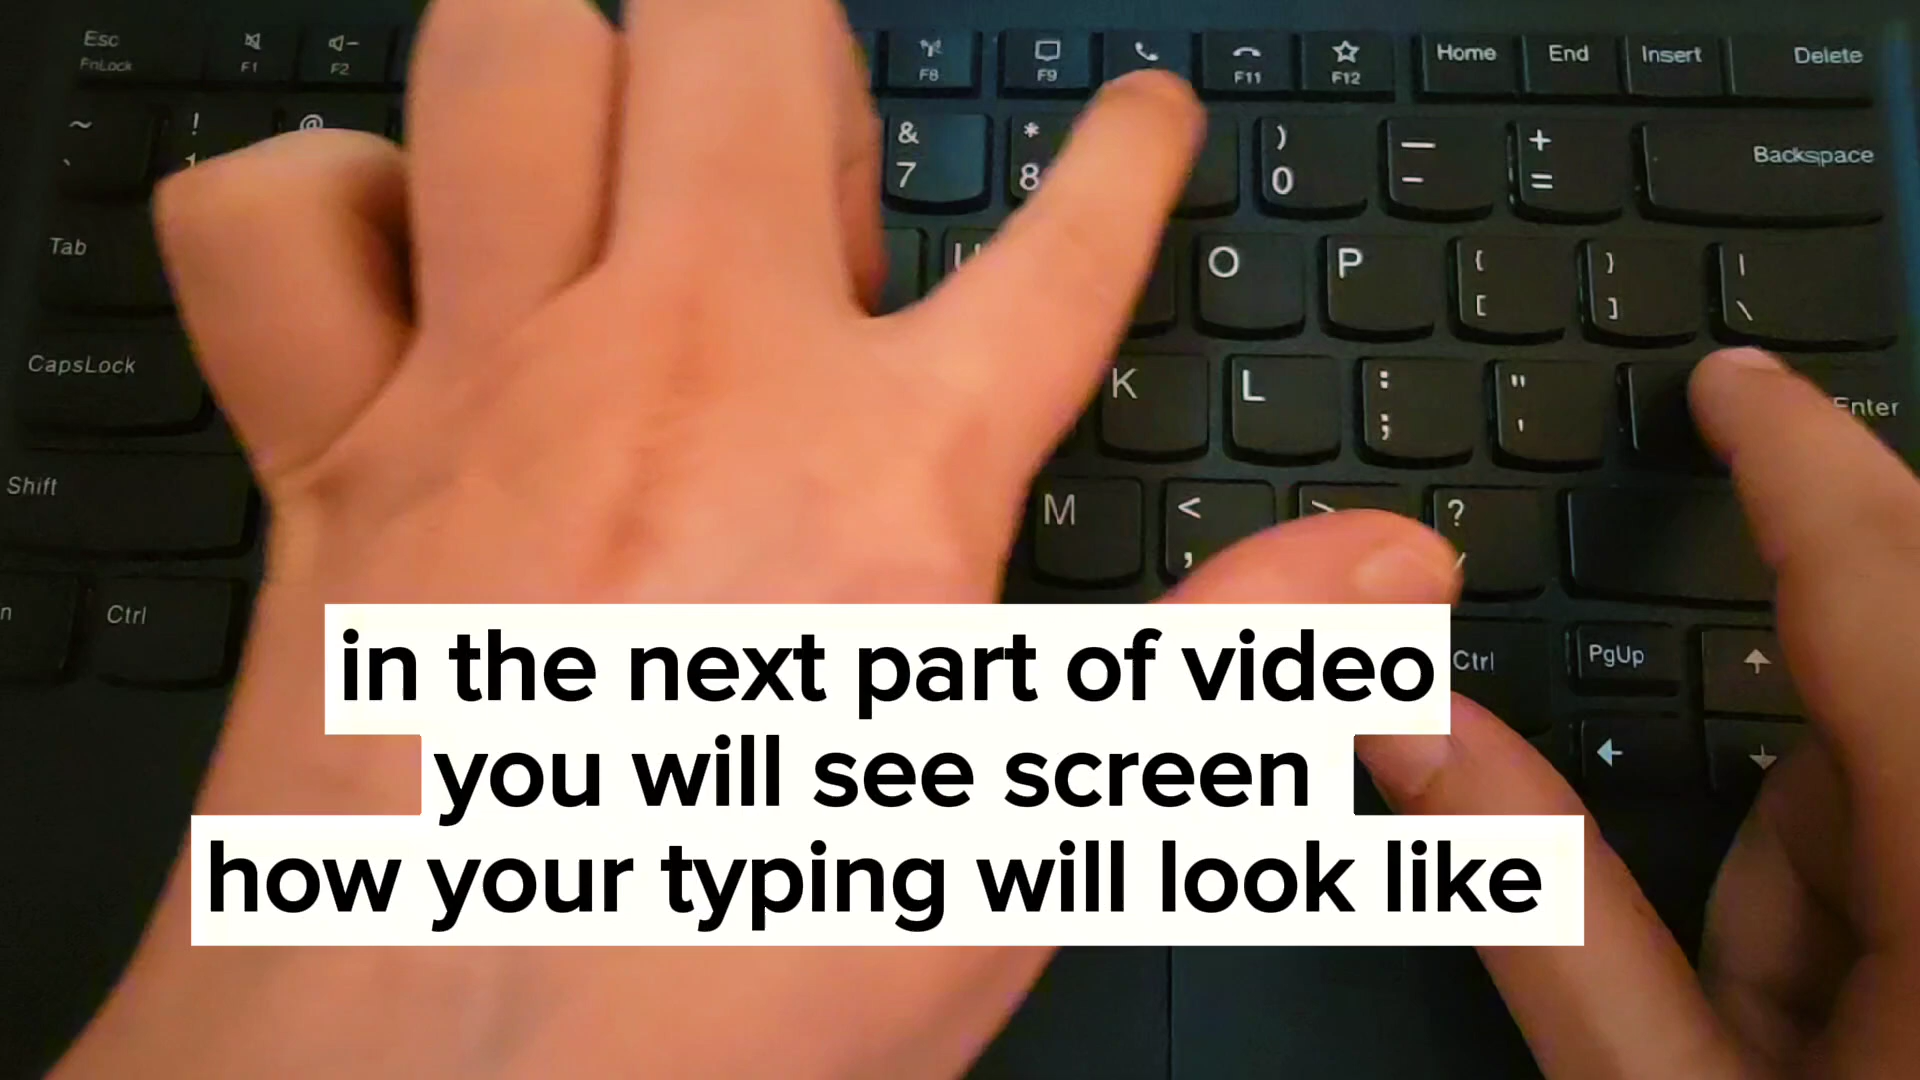 Esc
FnLock
F1
F2
F8
F9
F11
F12
Home
End
Insert
Delete
~
`
!
1
@
&
7
*
8
)
0
—
-
+
=
Backspace
Tab
U
O
P
{
[
}
]
|
\
CapsLock
K
L
:
;
"
'
Enter
Shift
M
<
,
>
?
/
Ctrl
Ctrl
PgUp
in the next part of video
you will see screen
how your typing will look like